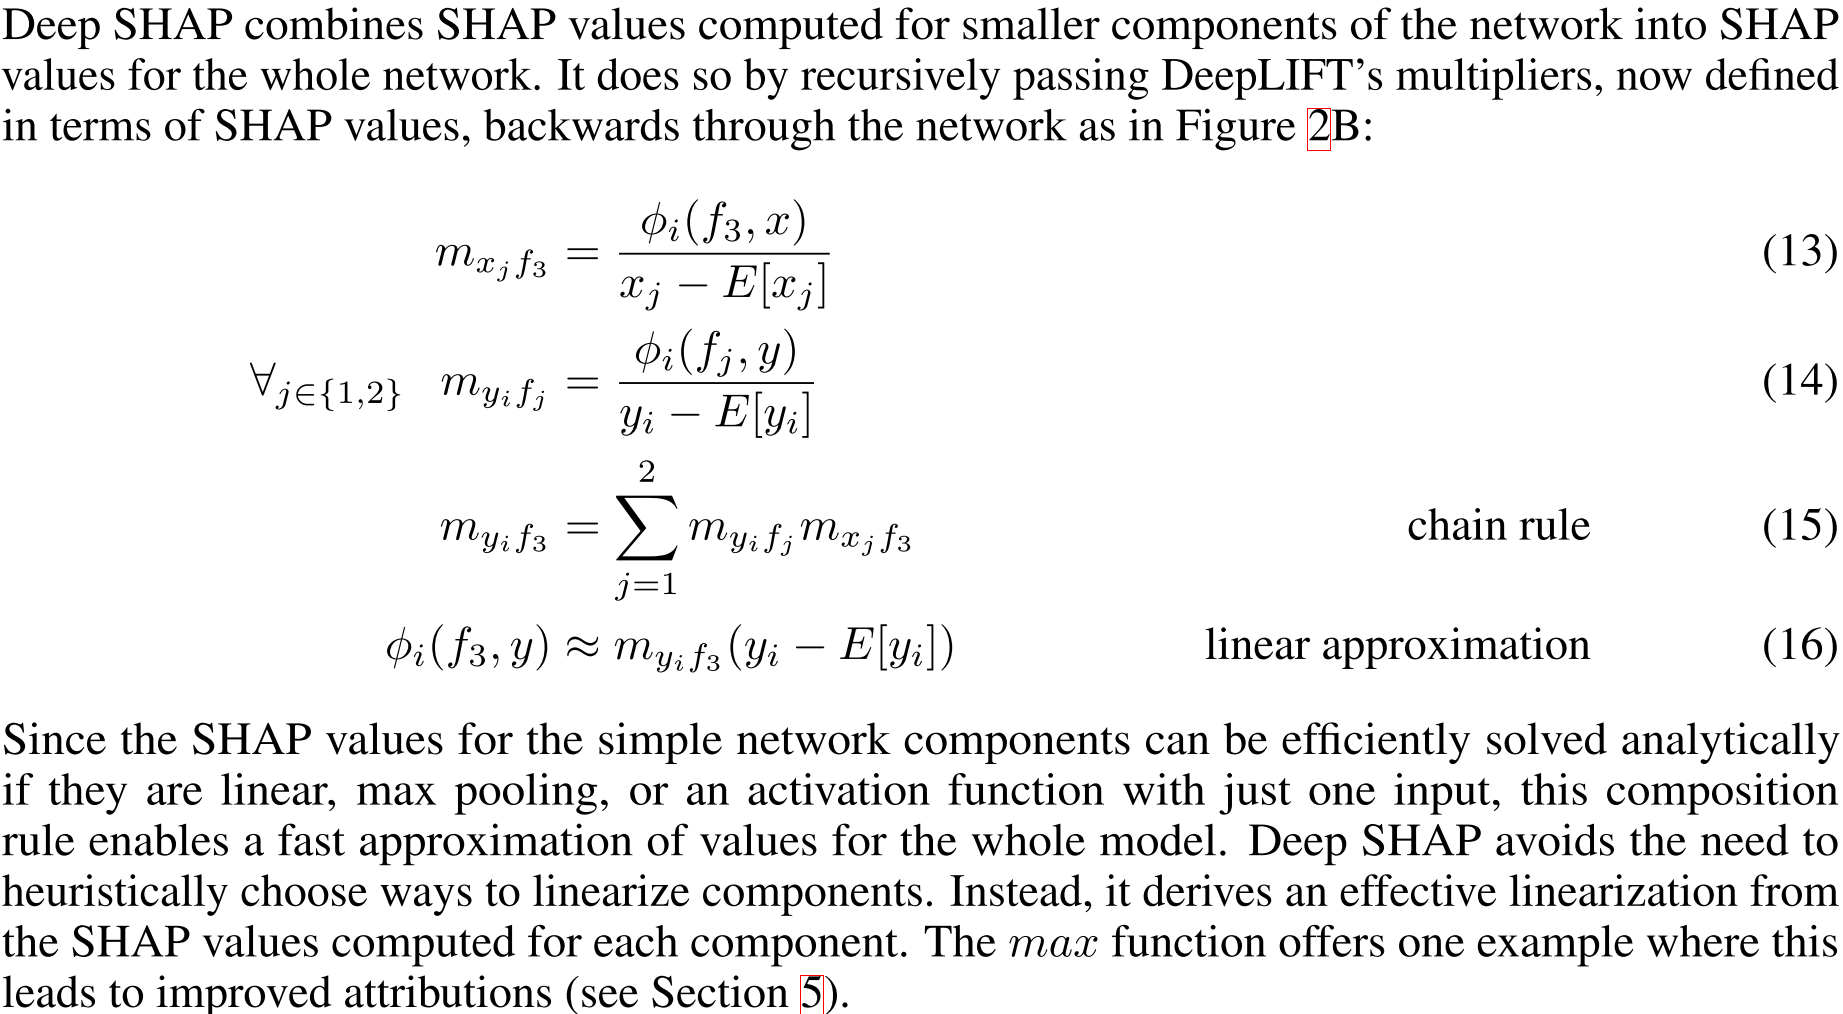 Deep SHAP combines SHAP values computed for smaller components of the network into SHAP
values for the whole network. It does so by recursively passing DeepLIFT's multipliers, now defined
in terms of SHAP values, backwards through the network as in Figure 2B:
$m_{x_j f_3} = \frac{\phi_i(f_3, x)}{x_j - E[x_j]}$ (13)
$\forall_{j \in \{1,2\}} \quad m_{y_i f_j} = \frac{\phi_i(f_j, y)}{y_i - E[y_i]}$ (14)
$m_{y_i f_3} = \sum_{j=1}^{2} m_{y_i f_j} m_{x_j f_3}$ chain rule (15)
$\phi_i(f_3, y) \approx m_{y_i f_3}(y_i - E[y_i])$ linear approximation (16)
Since the SHAP values for the simple network components can be efficiently solved analytically
if they are linear, max pooling, or an activation function with just one input, this composition
rule enables a fast approximation of values for the whole model. Deep SHAP avoids the need to
heuristically choose ways to linearize components. Instead, it derives an effective linearization from
the SHAP values computed for each component. The $max$ function offers one example where this
leads to improved attributions (see Section 5).